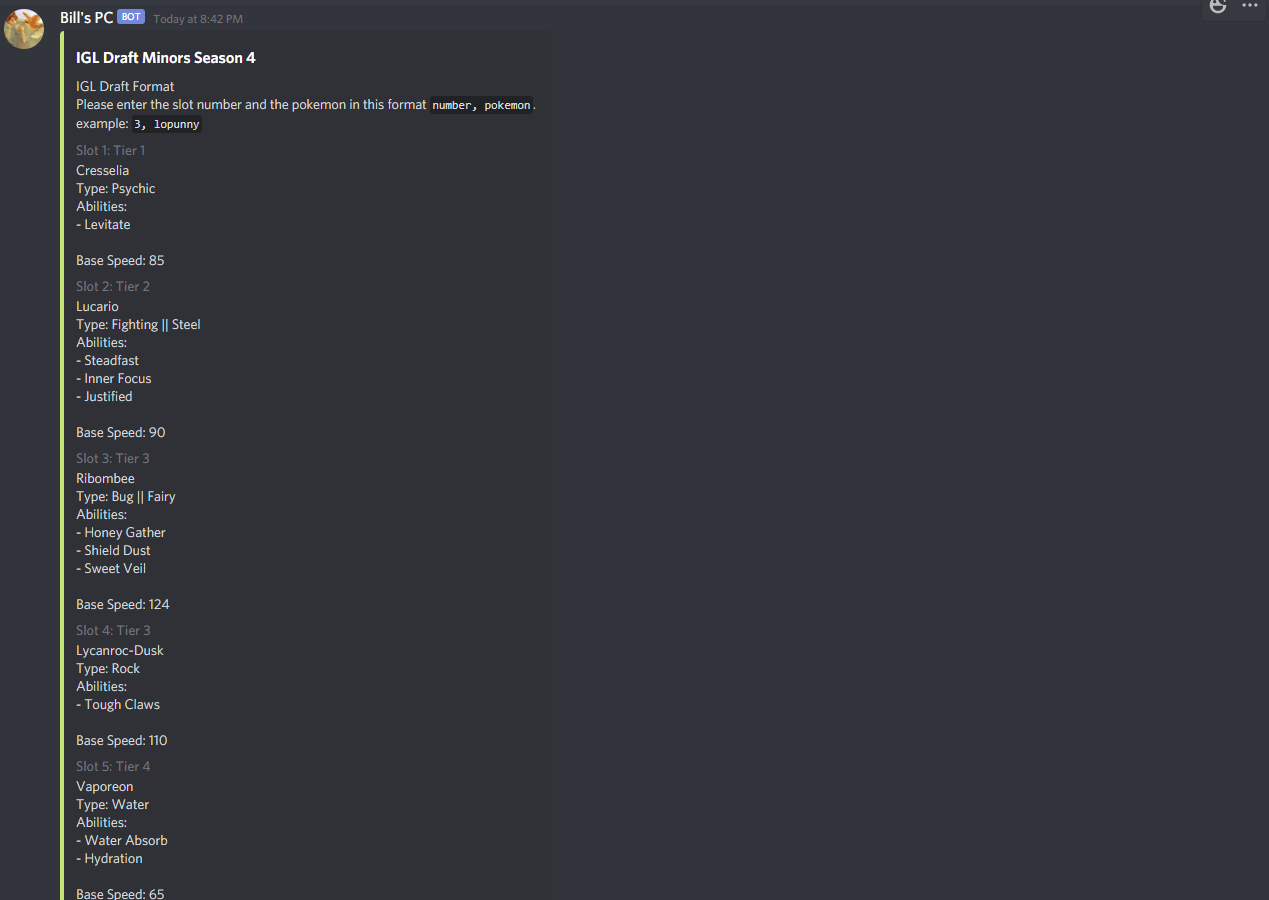 Bill's PC BOT Today at 8:42 PM
IGL Draft Minors Season 4
IGL Draft Format
Please enter the slot number and the pokemon in this format number, pokemon.
example: 3, lopunny
Slot 1: Tier 1
Cresselia
Type: Psychic
Abilities:
- Levitate
Base Speed: 85
Slot 2: Tier 2
Lucario
Type: Fighting || Steel
Abilities:
- Steadfast
- Inner Focus
- Justified
Base Speed: 90
Slot 3: Tier 3
Ribombee
Type: Bug || Fairy
Abilities:
- Honey Gather
- Shield Dust
- Sweet Veil
Base Speed: 124
Slot 4: Tier 3
Lycanroc-Dusk
Type: Rock
Abilities:
- Tough Claws
Base Speed: 110
Slot 5: Tier 4
Vaporeon
Type: Water
Abilities:
- Water Absorb
- Hydration
Base Speed: 65